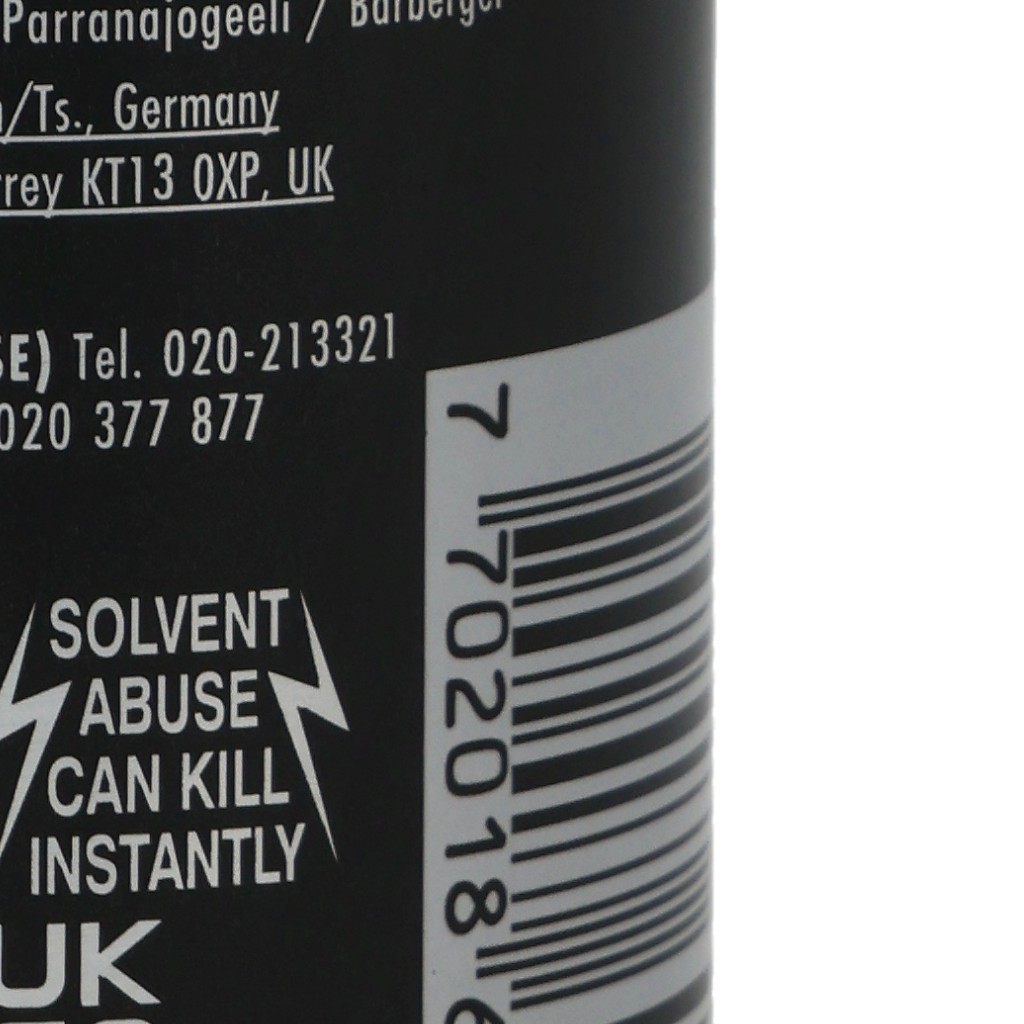 Parranajogeeli / Barberger
/Ts., Germany
rrey KT13 0XP, UK
SE) Tel. 020-213321
020 377 877
SOLVENT
ABUSE
CAN KILL
INSTANTLY
UK
7 702018 6